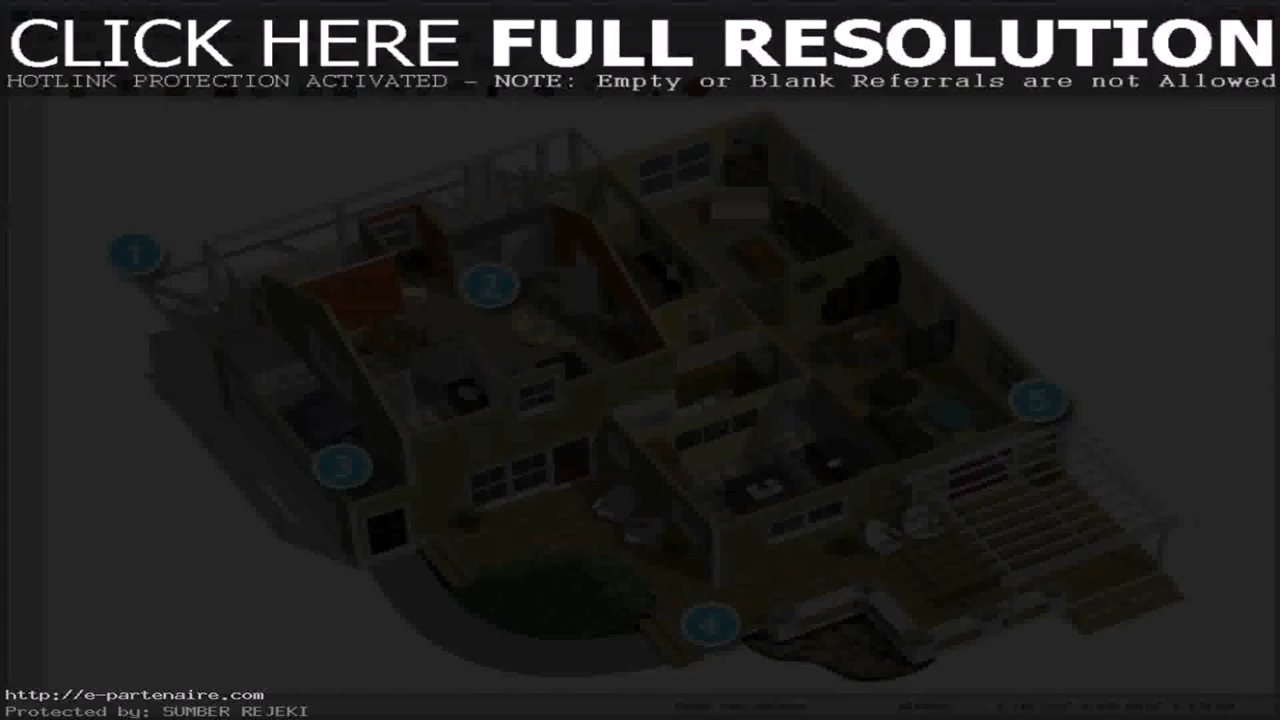 CLICK HERE FULL RESOLUTION
HOTLINK PROTECTION ACTIVATED – NOTE: Empty or Blank Referrals are not Allowed
1
2
3
5
4
http://e-partenaire.com
Protected by: SUMBER REJEKI